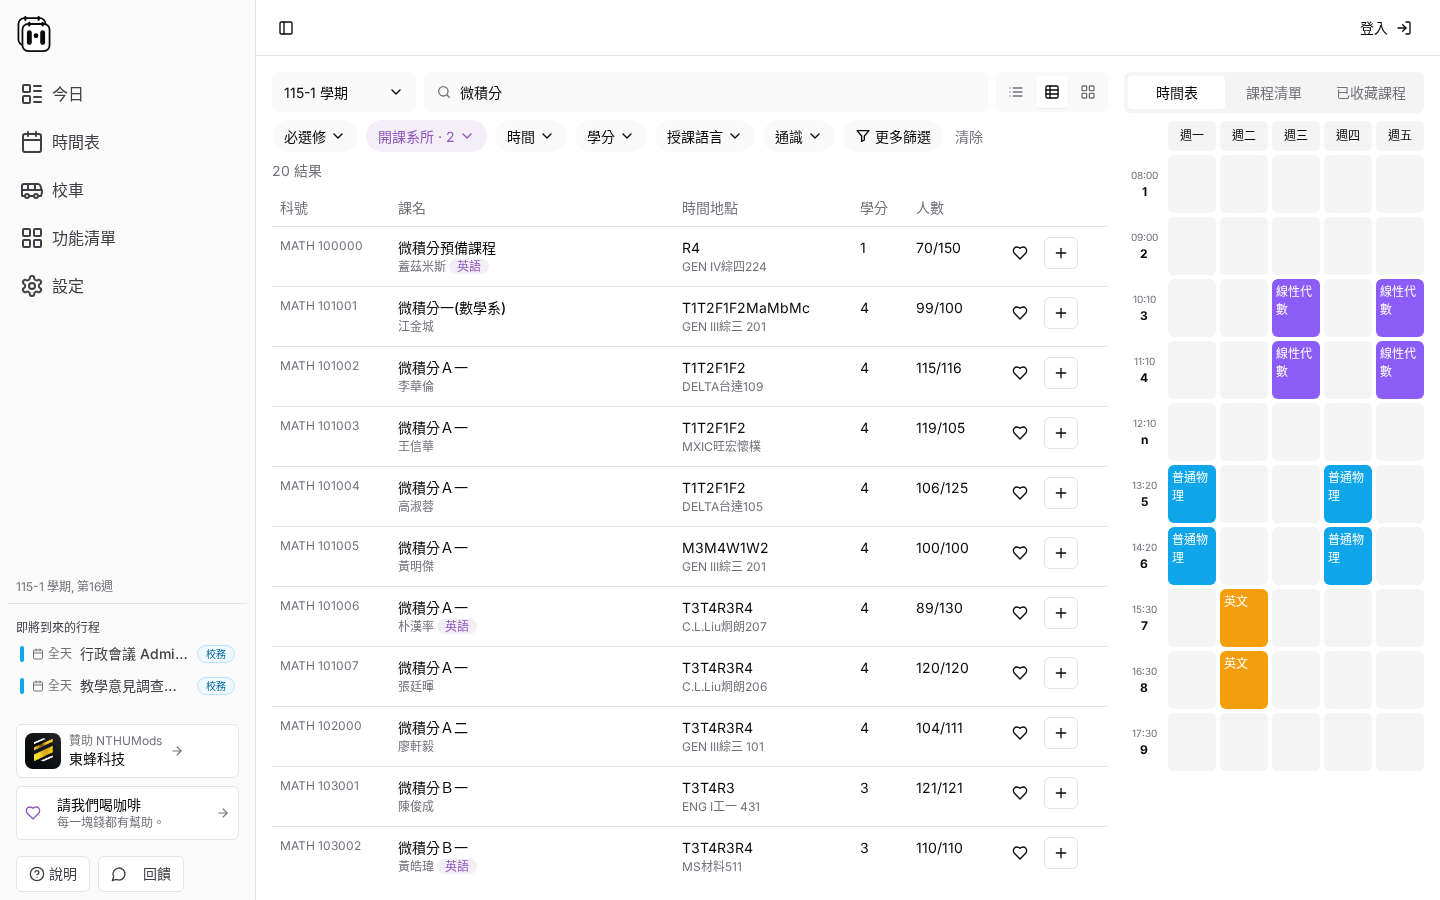 今日
時間表
校車
功能清單
設定
115-1 學期, 第16週
即將到來的行程
全天 行政會議 Admi... 校務
全天 教學意見調查... 校務
贊助 NTHUMods
東蜂科技
請我們喝咖啡
每一塊錢都有幫助。
說明 回饋
登入
115-1 學期 微積分
必選修 開課系所 · 2 時間 學分 授課語言 通識 更多篩選 清除
20 結果
科號 課名 時間地點 學分 人數
MATH 100000 微積分預備課程 R4 1 70/150
蓋茲米斯 英語 GEN IV綜四224
MATH 101001 微積分一(數學系) T1T2F1F2MaMbMc 4 99/100
江金城 GEN III綜三 201
MATH 101002 微積分A一 T1T2F1F2 4 115/116
李華倫 DELTA台達109
MATH 101003 微積分A一 T1T2F1F2 4 119/105
王信華 MXIC旺宏懷樸
MATH 101004 微積分A一 T1T2F1F2 4 106/125
高淑蓉 DELTA台達105
MATH 101005 微積分A一 M3M4W1W2 4 100/100
黃明傑 GEN III綜三 201
MATH 101006 微積分A一 T3T4R3R4 4 89/130
朴漢率 英語 C.L.Liu炯朗207
MATH 101007 微積分A一 T3T4R3R4 4 120/120
張廷暉 C.L.Liu炯朗206
MATH 102000 微積分A二 T3T4R3R4 4 104/111
廖軒毅 GEN III綜三 101
MATH 103001 微積分B一 T3T4R3 3 121/121
陳俊成 ENG I工一 431
MATH 103002 微積分B一 T3T4R3R4 3 110/110
黃皓瑋 英語 MS材料511
時間表 課程清單 已收藏課程
週一 週二 週三 週四 週五
08:00
1
09:00
2
10:10
3
線性代數 線性代數
11:10
4
線性代數 線性代數
12:10
n
13:20
5
普通物理 普通物理
14:20
6
普通物理 普通物理
15:30
7
英文
16:30
8
英文
17:30
9